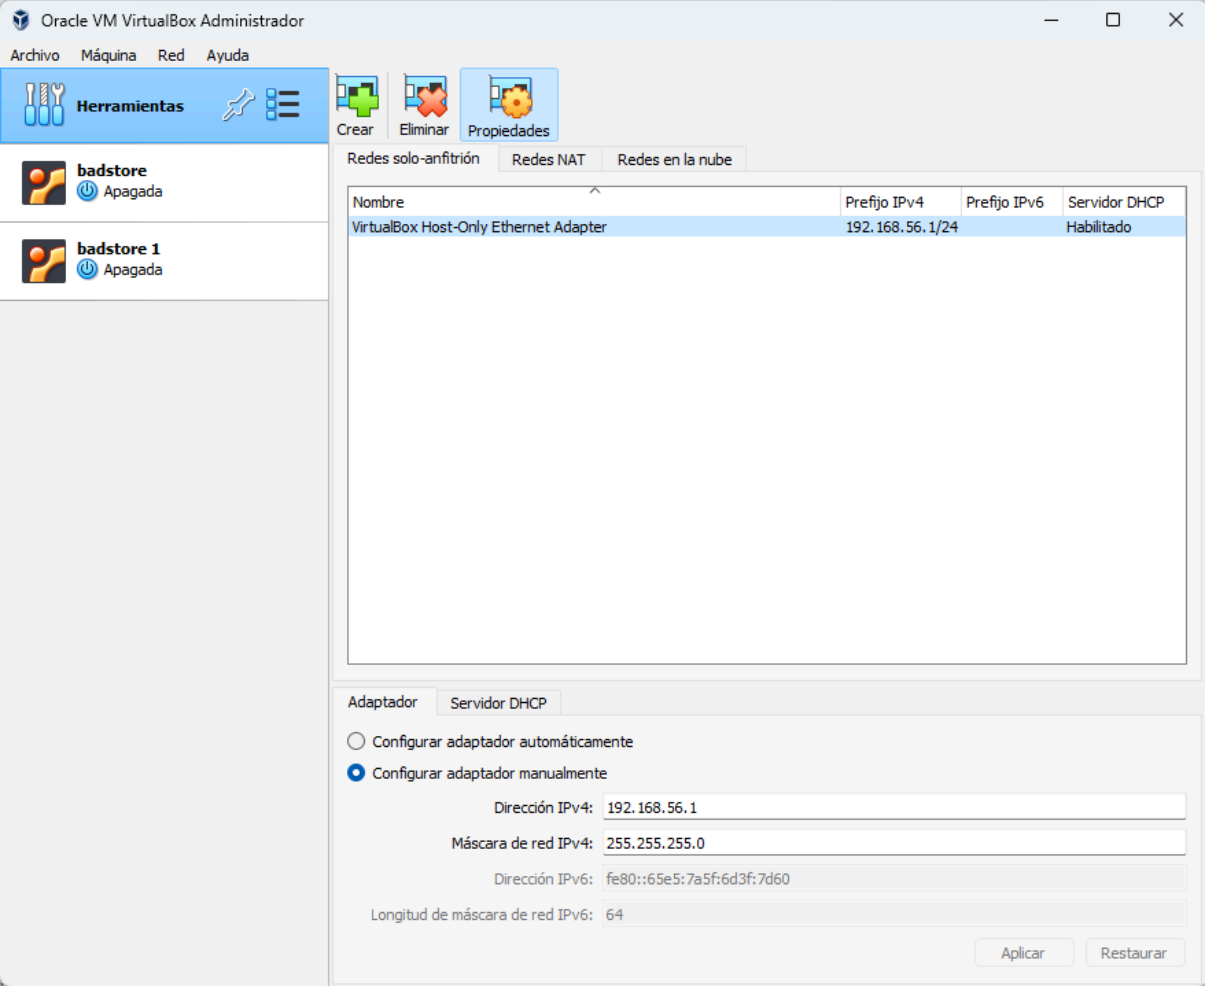 Oracle VM VirtualBox Administrador
Archivo Máquina Red Ayuda
Herramientas
badstore
Apagada
badstore 1
Apagada
Crear Eliminar Propiedades
Redes solo-anfitrión Redes NAT Redes en la nube
Nombre Prefijo IPv4 Prefijo IPv6 Servidor DHCP
VirtualBox Host-Only Ethernet Adapter 192.168.56.1/24 Habilitado
Adaptador Servidor DHCP
Configurar adaptador automáticamente
Configurar adaptador manualmente
Dirección IPv4: 192.168.56.1
Máscara de red IPv4: 255.255.255.0
Dirección IPv6: fe80::65e5:7a5f:6d3f:7d60
Longitud de máscara de red IPv6: 64
Aplicar Restaurar